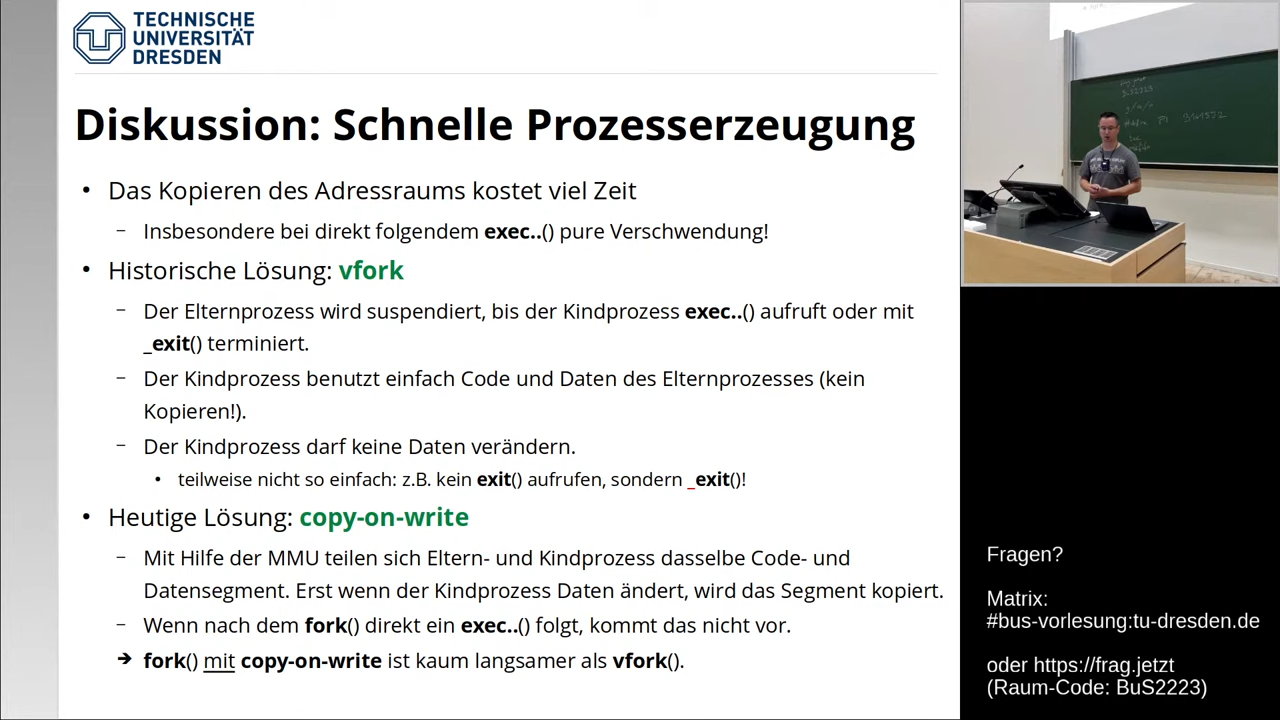 TECHNISCHE
UNIVERSITÄT
DRESDEN
Diskussion: Schnelle Prozesserzeugung
• Das Kopieren des Adressraums kostet viel Zeit
– Insbesondere bei direkt folgendem exec..() pure Verschwendung!
• Historische Lösung: vfork
– Der Elternprozess wird suspendiert, bis der Kindprozess exec..() aufruft oder mit
_exit() terminiert.
– Der Kindprozess benutzt einfach Code und Daten des Elternprozesses (kein
Kopieren!).
– Der Kindprozess darf keine Daten verändern.
• teilweise nicht so einfach: z.B. kein exit() aufrufen, sondern _exit()!
• Heutige Lösung: copy-on-write
– Mit Hilfe der MMU teilen sich Eltern- und Kindprozess dasselbe Code- und
Datensegment. Erst wenn der Kindprozess Daten ändert, wird das Segment kopiert.
– Wenn nach dem fork() direkt ein exec..() folgt, kommt das nicht vor.
➔ fork() mit copy-on-write ist kaum langsamer als vfork().
Fragen?
Matrix:
#bus-vorlesung:tu-dresden.de
oder https://frag.jetzt
(Raum-Code: BuS2223)